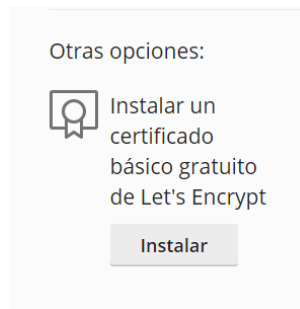 Otras opciones:
Instalar un
certificado
básico gratuito
de Let's Encrypt
Instalar